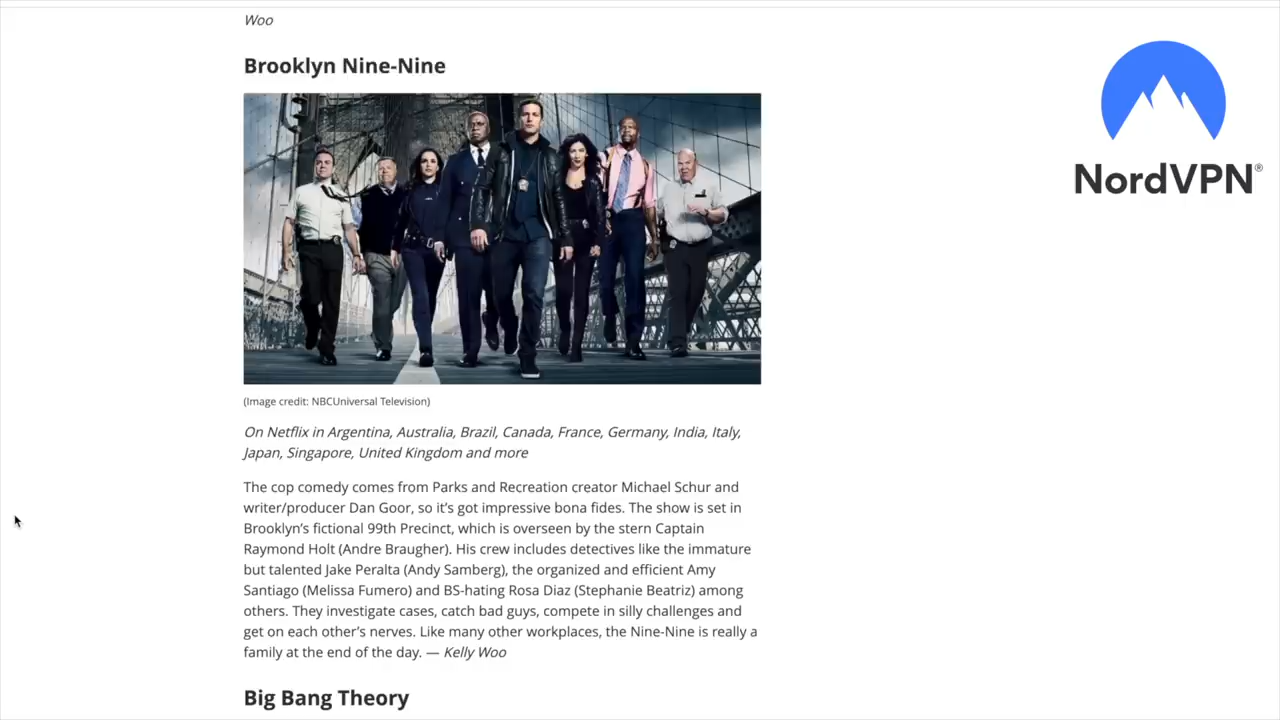 Woo
Brooklyn Nine-Nine
NordVPN®
(Image credit: NBCUniversal Television)
On Netflix in Argentina, Australia, Brazil, Canada, France, Germany, India, Italy,
Japan, Singapore, United Kingdom and more
The cop comedy comes from Parks and Recreation creator Michael Schur and
writer/producer Dan Goor, so it’s got impressive bona fides. The show is set in
Brooklyn’s fictional 99th Precinct, which is overseen by the stern Captain
Raymond Holt (Andre Braugher). His crew includes detectives like the immature
but talented Jake Peralta (Andy Samberg), the organized and efficient Amy
Santiago (Melissa Fumero) and BS-hating Rosa Diaz (Stephanie Beatriz) among
others. They investigate cases, catch bad guys, compete in silly challenges and
get on each other’s nerves. Like many other workplaces, the Nine-Nine is really a
family at the end of the day. — Kelly Woo
Big Bang Theory